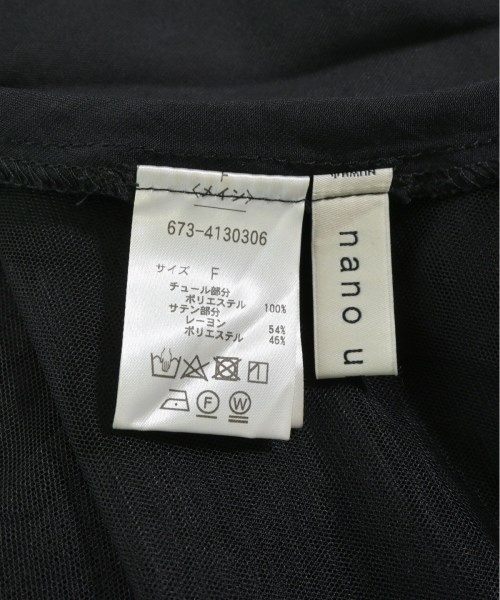 F
〈メイン〉
673-4130306
サイズ F
チュール部分
ポリエステル 100%
サテン部分
レーヨン 54%
ポリエステル 46%
F W
nano u